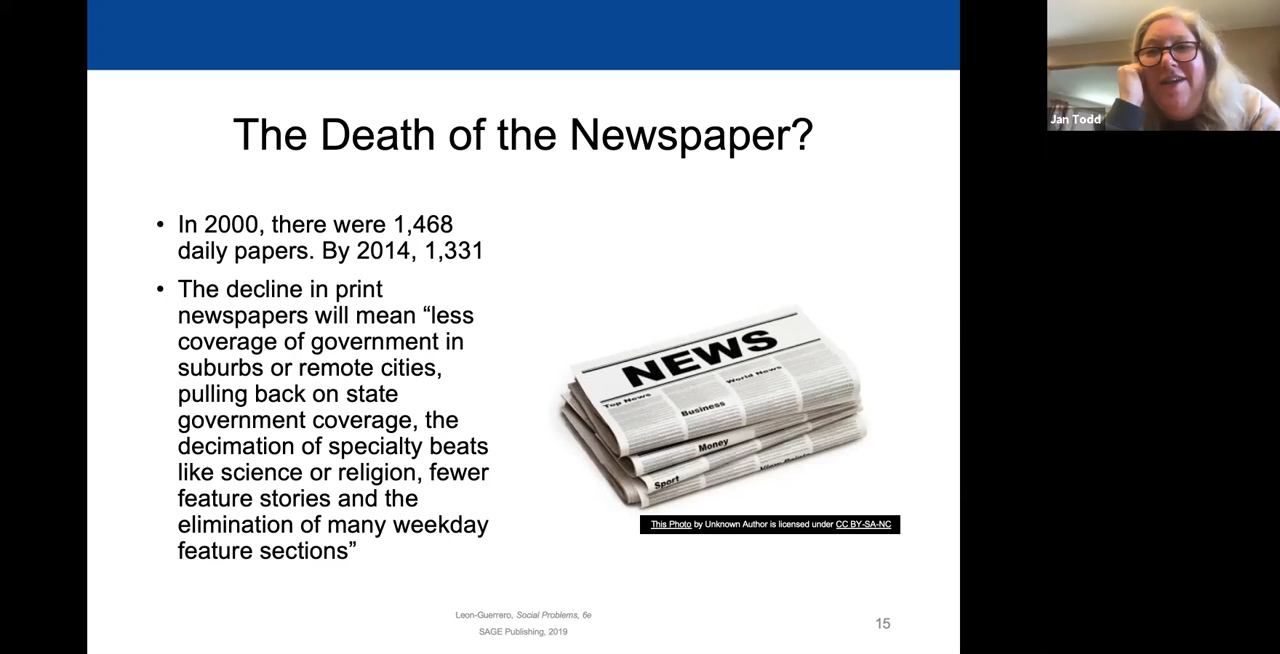 The Death of the Newspaper?
• In 2000, there were 1,468
daily papers. By 2014, 1,331
• The decline in print
newspapers will mean “less
coverage of government in
suburbs or remote cities,
pulling back on state
government coverage, the
decimation of specialty beats
like science or religion, fewer
feature stories and the
elimination of many weekday
feature sections”
NEWS
Top News
Business
World News
Money
Sport
This Photo by Unknown Author is licensed under CC BY-SA-NC
Leon-Guerrero, Social Problems, 6e
SAGE Publishing, 2019
15
Jan Todd